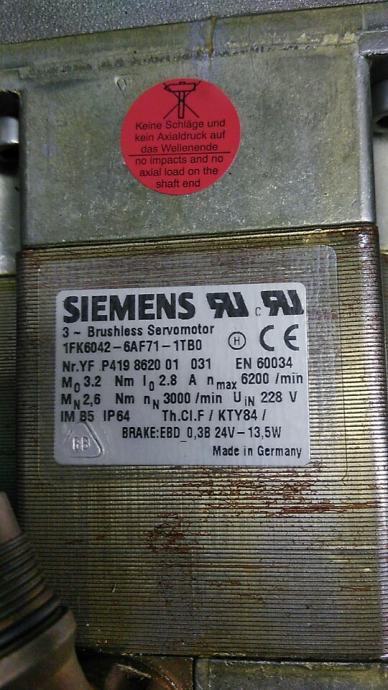 Keine Schläge und
kein Axialdruck auf
das Wellenende
no impacts and no
axial load on the
shaft end
SIEMENS
3 ~ Brushless Servomotor
1FK6042-6AF71-1TB0
H CE
Nr.YF P419 8620 01 031 EN 60034
M0 3.2 Nm I0 2.8 A nmax 6200 /min
MN 2,6 Nm nN 3000 /min UiN 228 V
IM B5 IP64 Th.Cl.F / KTY84 /
BRAKE:EBD 0,3B 24V-13,5W
Made in Germany